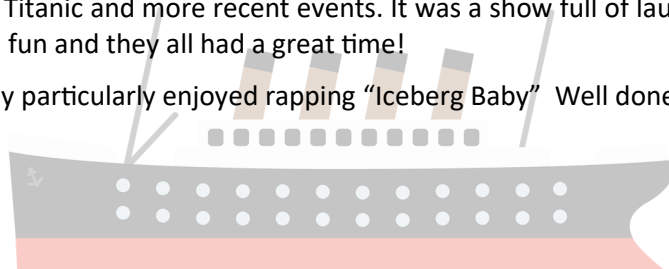 Titanic and more recent events. It was a show full of lau
fun and they all had a great time!
y particularly enjoyed rapping “Iceberg Baby”  Well done